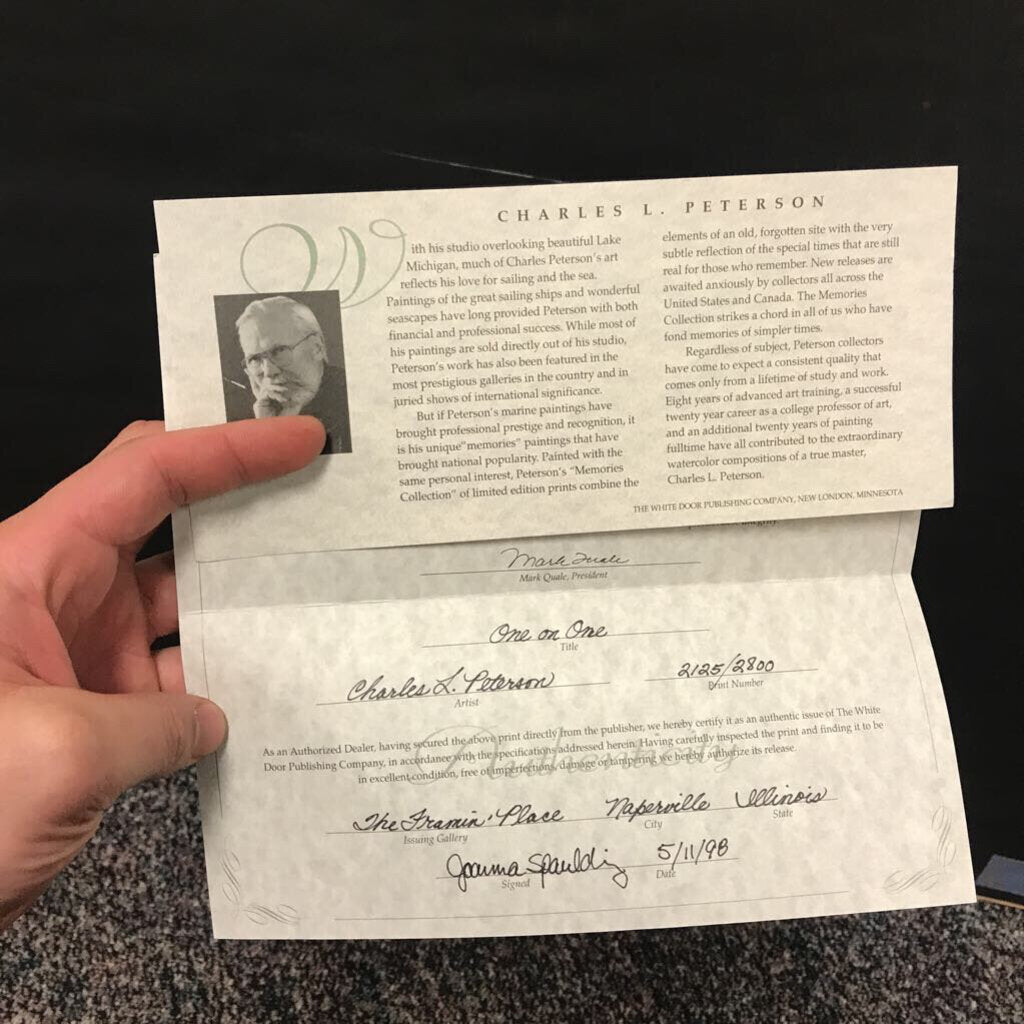 CHARLES L. PETERSON
With his studio overlooking beautiful Lake
Michigan, much of Charles Peterson's art
reflects his love for sailing and the sea.
Paintings of the great sailing ships and wonderful
seascapes have long provided Peterson with both
financial and professional success. While most of
his paintings are sold directly out of his studio,
Peterson's work has also been featured in the
most prestigious galleries in the country and in
juried shows of international significance.
But if Peterson's marine paintings have
brought professional prestige and recognition, it
is his unique "memories" paintings that have
brought national popularity. Painted with the
same personal interest, Peterson's "Memories
Collection" of limited edition prints combine the
elements of an old, forgotten site with the very
subtle reflection of the special times that are still
real for those who remember. New releases are
awaited anxiously by collectors all across the
United States and Canada. The Memories
Collection strikes a chord in all of us who have
fond memories of simpler times.
Regardless of subject, Peterson collectors
have come to expect a consistent quality that
comes only from a lifetime of study and work.
Eight years of advanced art training, a successful
twenty year career as a college professor of art,
and an additional twenty years of painting
fulltime have all contributed to the extraordinary
watercolor compositions of a true master,
Charles L. Peterson.
THE WHITE DOOR PUBLISHING COMPANY, NEW LONDON, MINNESOTA
Mark Quale
Mark Quale, President
One on One
Title
Charles L. Peterson 2125/2800
Artist Print Number
As an Authorized Dealer, having secured the above print directly from the publisher, we hereby certify it as an authentic issue of The White
Door Publishing Company, in accordance with the specifications addressed herein. Having carefully inspected the print and finding it to be
in excellent condition, free of imperfections, damage or tampering we hereby authorize its release.
Authenticity
The Framin' Place Naperville Illinois
Issuing Gallery City State
Joanna Spaulding 5/11/98
Signed Date